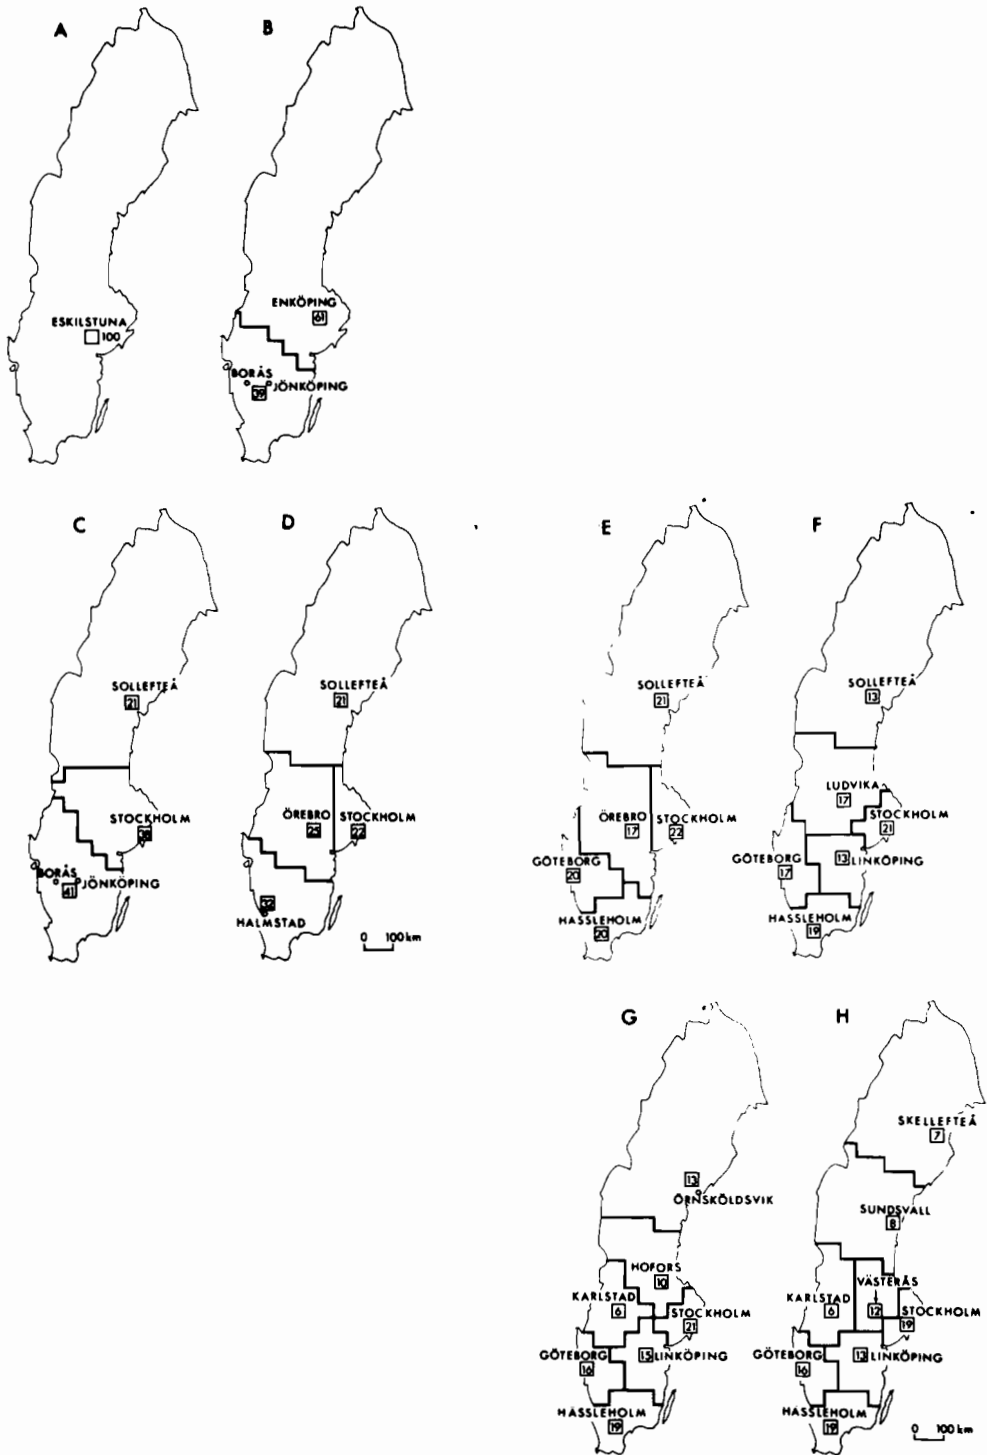 A
B
ESKILSTUNA
100
ENKÖPING
61
BORÅS
JÖNKÖPING
39
C
D
SOLLEFTEÅ
21
STOCKHOLM
BORÅS
JÖNKÖPING
41
SOLLEFTEÅ
21
ÖREBRO
25
STOCKHOLM
22
32
HALMSTAD
0 100 km
E
F
SOLLEFTEÅ
21
ÖREBRO
17
STOCKHOLM
22
GÖTEBORG
20
HASSLEHOLM
20
SOLLEFTEÅ
13
LUDVIKA
17
STOCKHOLM
21
GÖTEBORG
17
13 LINKÖPING
HASSLEHOLM
19
G
H
13
ÖRNSKÖLDSVIK
HOFORS
10
KARLSTAD
6
STOCKHOLM
21
GÖTEBORG
16
15 LINKÖPING
HÄSSLEHOLM
19
SKELLEFTEÅ
7
SUNDSVALL
8
VÄSTERÅS
12
KARLSTAD
6
STOCKHOLM
19
GÖTEBORG
16
13 LINKÖPING
HÄSSLEHOLM
19
0 100 km